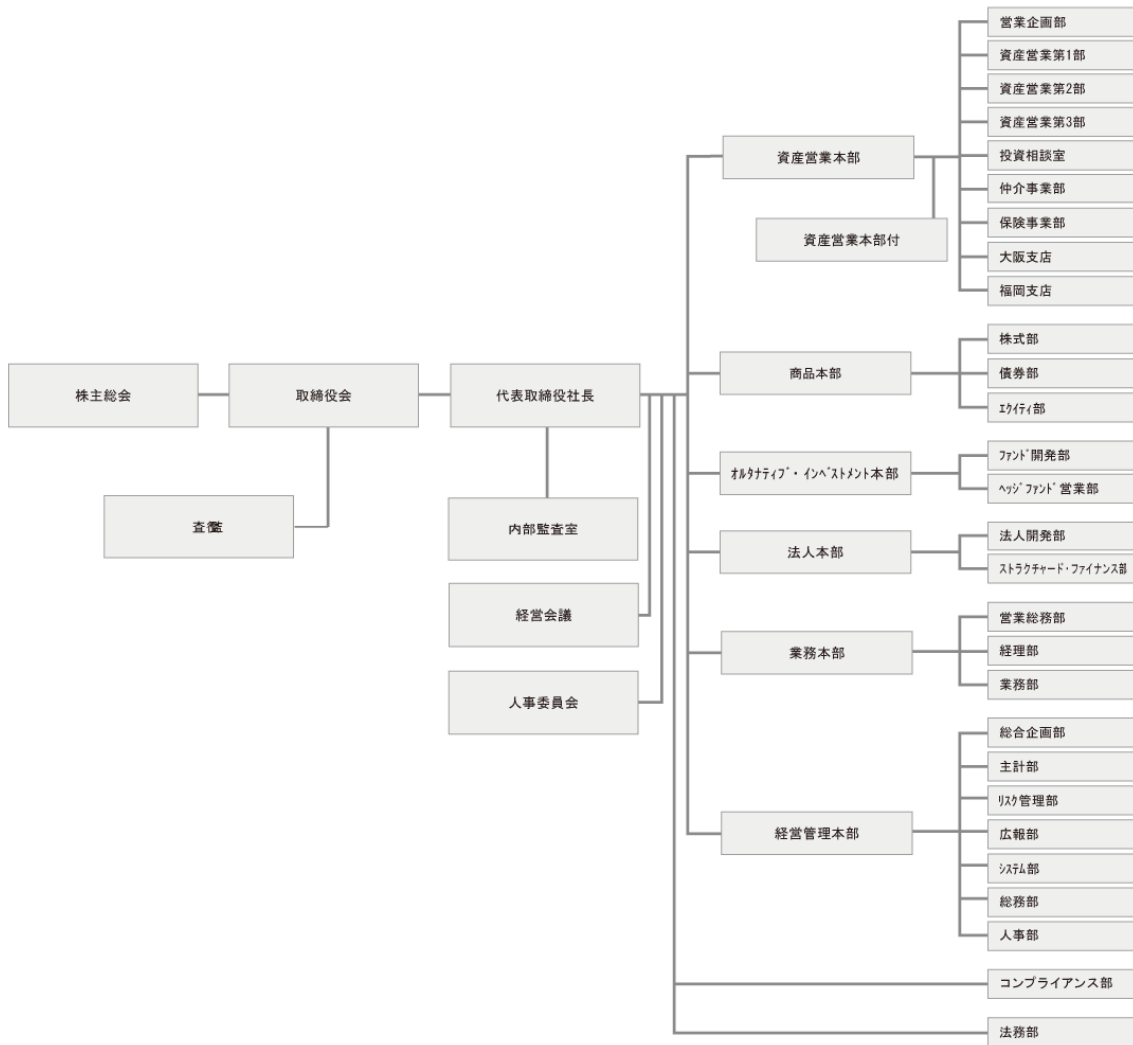 営業企画部
資産営業第1部
資産営業第2部
資産営業第3部
投資相談室
仲介事業部
保険事業部
大阪支店
福岡支店
資産営業本部
資産営業本部付
株式部
債券部
ｴｸｲﾃｨ部
商品本部
株主総会
取締役会
代表取締役社長
ﾌｧﾝﾄﾞ開発部
ﾍｯｼﾞﾌｧﾝﾄﾞ営業部
ｵﾙﾀﾅﾃｨﾌﾞ・ｲﾝﾍﾞｽﾄﾒﾝﾄ本部
内部監査室
法人開発部
ストラクチャード・ファイナンス部
法人本部
経営会議
営業総務部
経理部
業務部
業務本部
人事委員会
総合企画部
主計部
ﾘｽｸ管理部
広報部
ｼｽﾃﾑ部
総務部
人事部
経営管理本部
コンプライアンス部
法務部